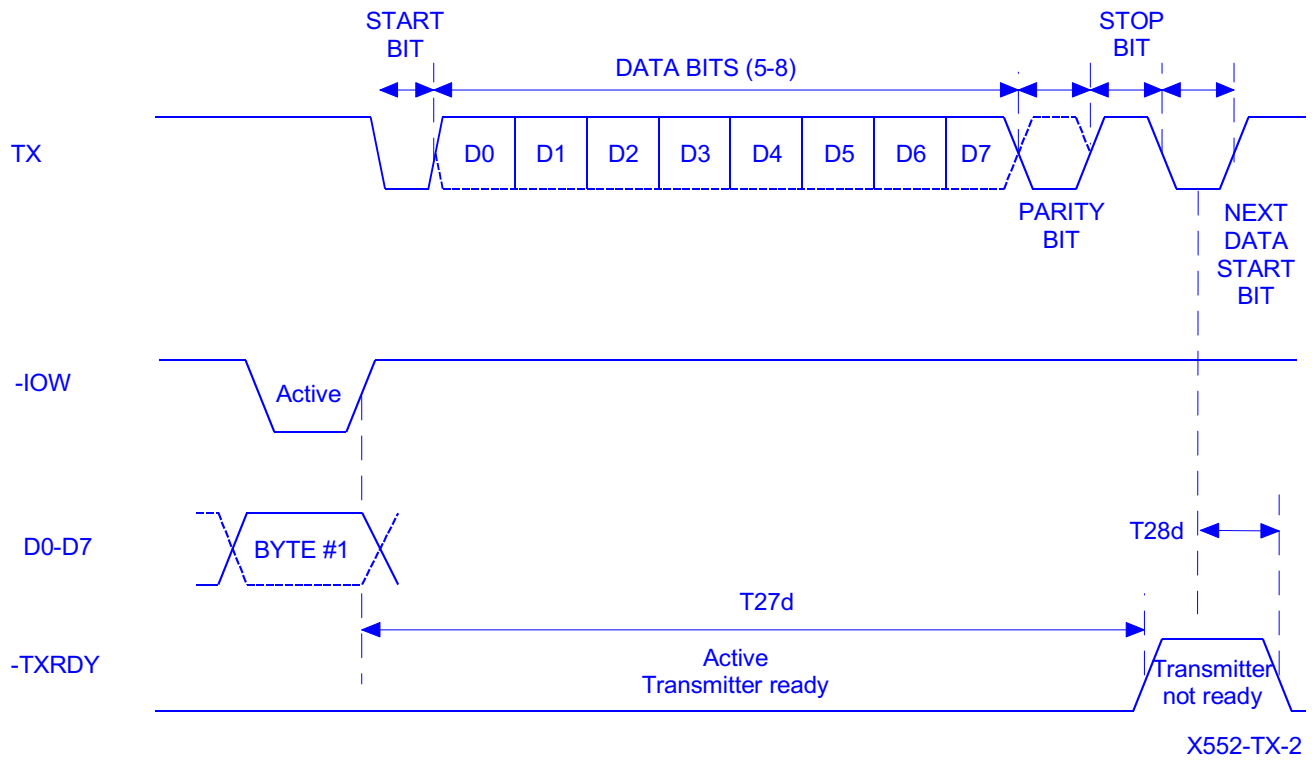 START
BIT
DATA BITS (5-8)
STOP
BIT
TX
D0
D1
D2
D3
D4
D5
D6
D7
PARITY
BIT
NEXT
DATA
START
BIT
-IOW
Active
D0-D7
BYTE #1
T28d
T27d
-TXRDY
Active
Transmitter ready
Transmitter
not ready
X552-TX-2